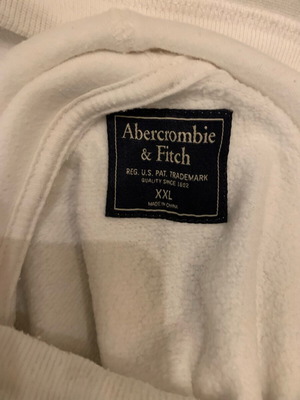 Abercrombie
& Fitch
REG. U.S. PAT. TRADEMARK
QUALITY SINCE 1892
XXL
MADE IN CHINA